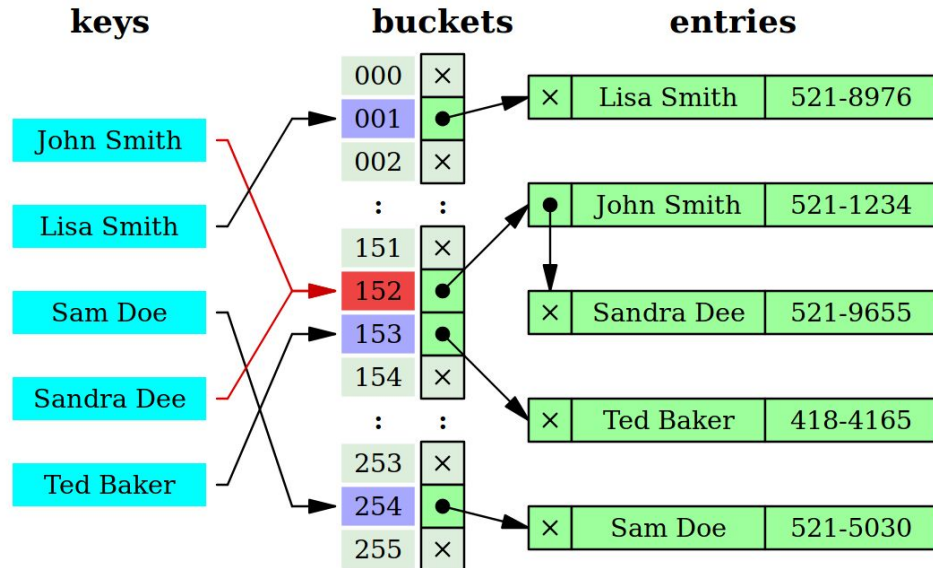 keys
buckets
entries
John Smith
Lisa Smith
Sam Doe
Sandra Dee
Ted Baker
000 ×
001
002 ×
: :
151 ×
152
153
154 ×
: :
253 ×
254
255 ×
× Lisa Smith 521-8976
John Smith 521-1234
× Sandra Dee 521-9655
× Ted Baker 418-4165
× Sam Doe 521-5030